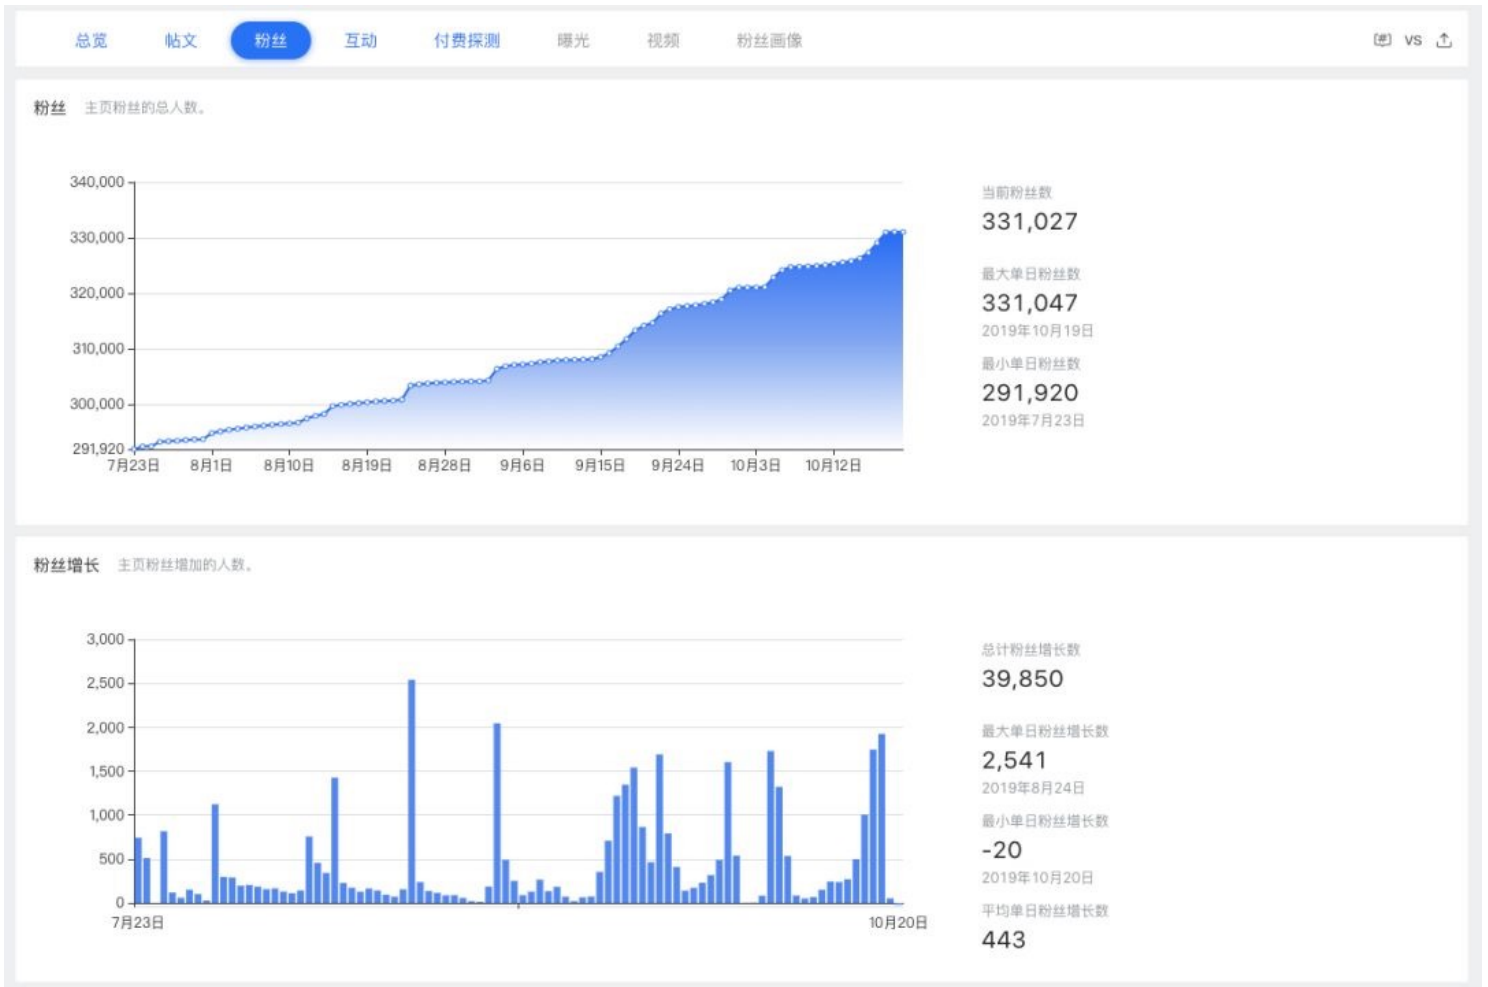 总览 帖文 粉丝 互动 付费探测 曝光 视频 粉丝画像 # VS
粉丝 主页粉丝的总人数。
340,000
330,000
320,000
310,000
300,000
291,920
7月23日 8月1日 8月10日 8月19日 8月28日 9月6日 9月15日 9月24日 10月3日 10月12日
当前粉丝数
331,027
最大单日粉丝数
331,047
2019年10月19日
最小单日粉丝数
291,920
2019年7月23日
粉丝增长 主页粉丝增加的人数。
3,000
2,500
2,000
1,500
1,000
500
0
7月23日 10月20日
总计粉丝增长数
39,850
最大单日粉丝增长数
2,541
2019年8月24日
最小单日粉丝增长数
-20
2019年10月20日
平均单日粉丝增长数
443